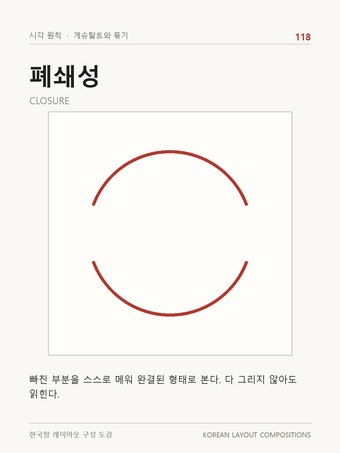 시각 원칙 · 게슈탈트와 묶기
118
폐쇄성
CLOSURE
빠진 부분을 스스로 메워 완결된 형태로 본다. 다 그리지 않아도
읽힌다.
한국형 레이아웃 구성 도감
KOREAN LAYOUT COMPOSITIONS